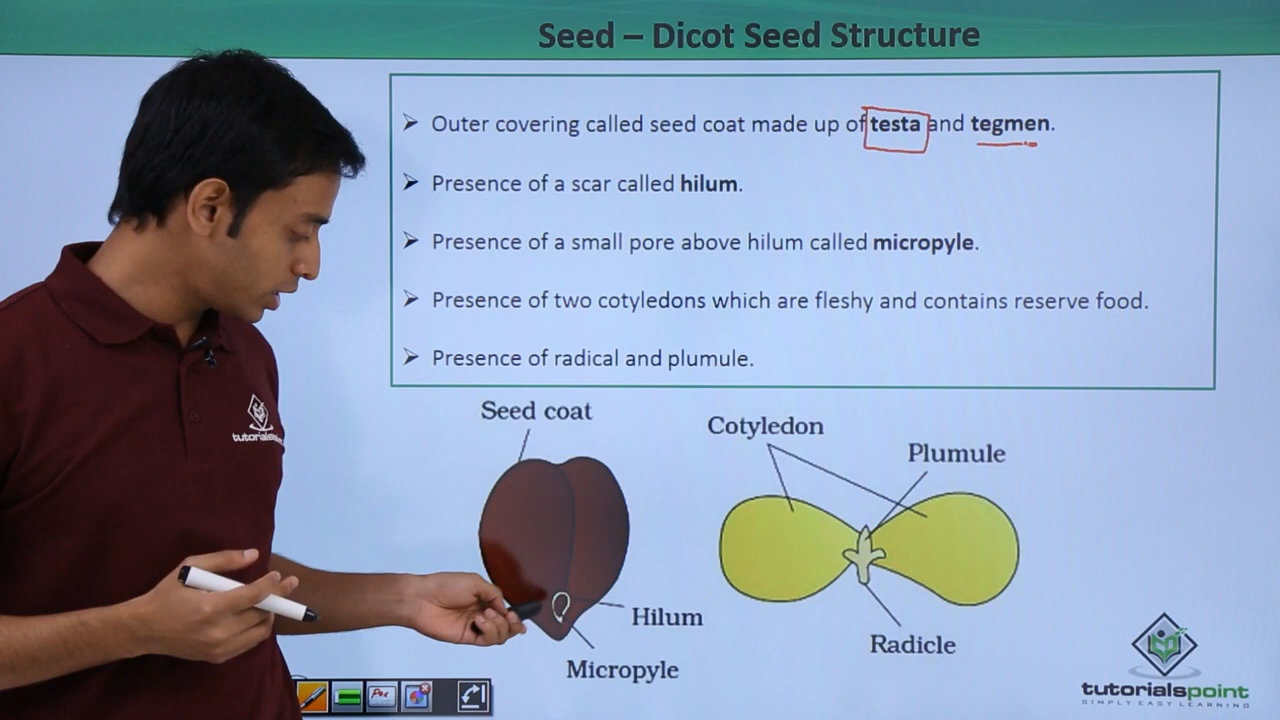 Seed – Dicot Seed Structure
➢ Outer covering called seed coat made up of testa and tegmen.
➢ Presence of a scar called hilum.
➢ Presence of a small pore above hilum called micropyle.
➢ Presence of two cotyledons which are fleshy and contains reserve food.
➢ Presence of radical and plumule.
Seed coat
Hilum
Micropyle
Cotyledon
Plumule
Radicle
tutorialspoint
SIMPLY EASY LEARNING